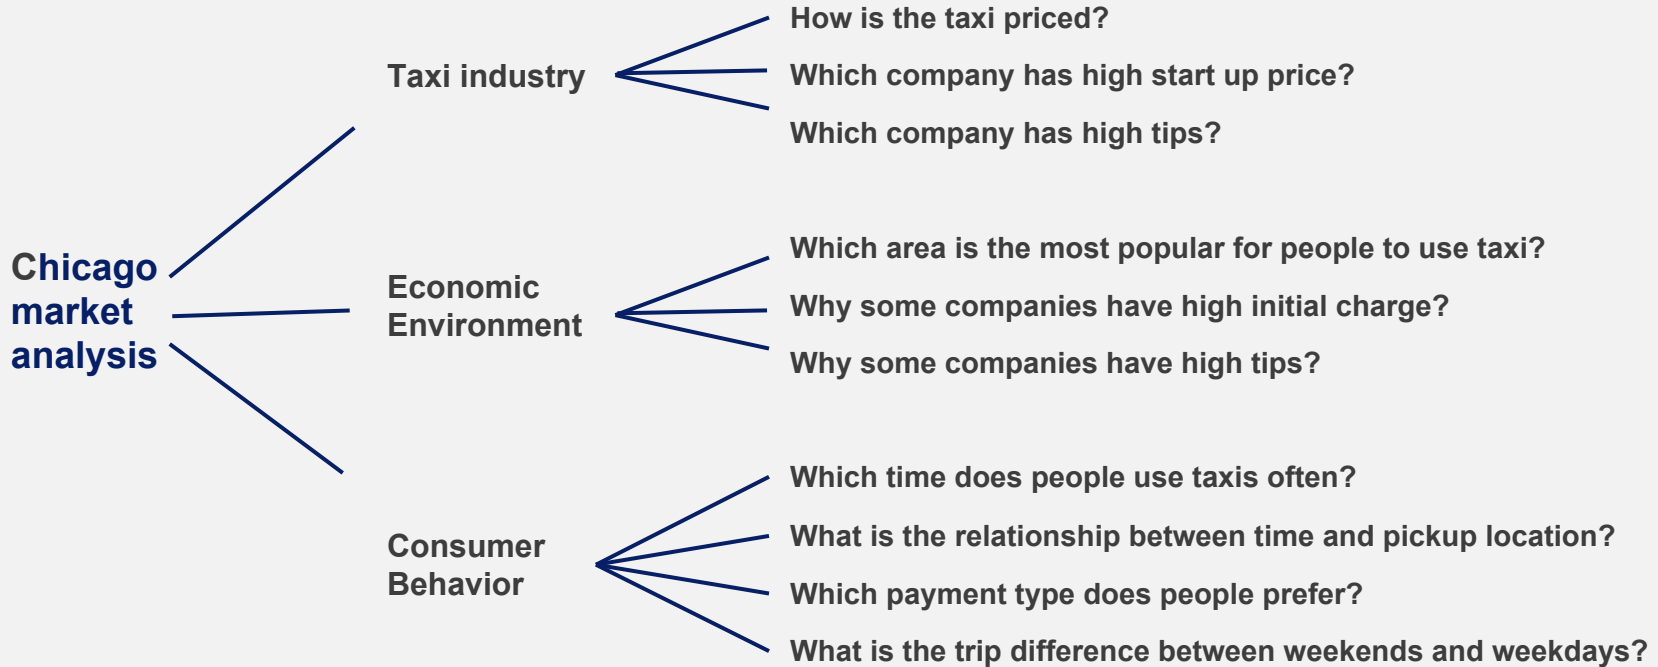 Chicago
market
analysis
Taxi industry
How is the taxi priced?
Which company has high start up price?
Which company has high tips?
Economic
Environment
Which area is the most popular for people to use taxi?
Why some companies have high initial charge?
Why some companies have high tips?
Consumer
Behavior
Which time does people use taxis often?
What is the relationship between time and pickup location?
Which payment type does people prefer?
What is the trip difference between weekends and weekdays?